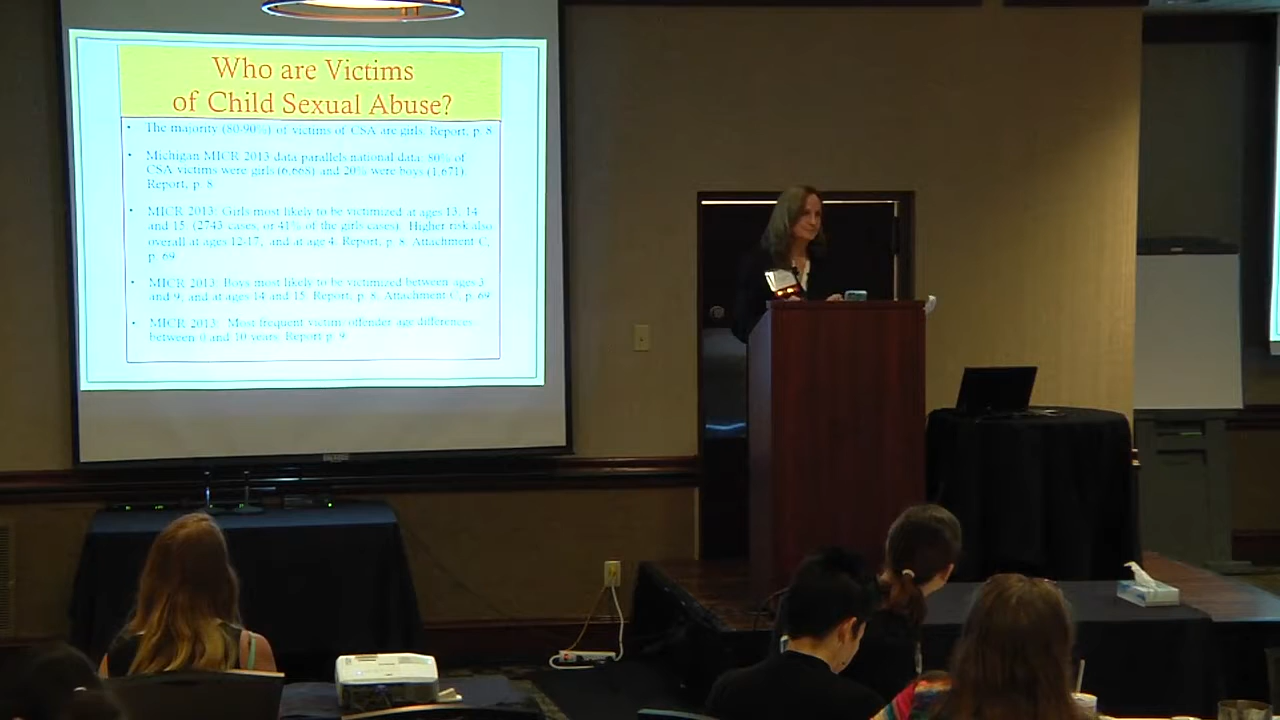 Who are Victims
of Child Sexual Abuse?
• The majority (80-90%) of victims of CSA are girls. Report, p. 8
• Michigan MICR 2013 data parallels national data: 80% of
CSA victims were girls (6,668) and 20% were boys (1,671).
Report, p. 8
• MICR 2013: Girls most likely to be victimized at ages 13, 14
and 15 (2743 cases, or 41% of the girls cases). Higher risk also
overall at ages 12-17, and at age 4. Report, p. 8. Attachment C,
p. 69
• MICR 2013: Boys most likely to be victimized between ages 3
and 9, and at ages 14 and 15. Report, p. 8; Attachment C, p. 69
• MICR 2013: Most frequent victim-offender age differences:
between 0 and 10 years. Report p. 9